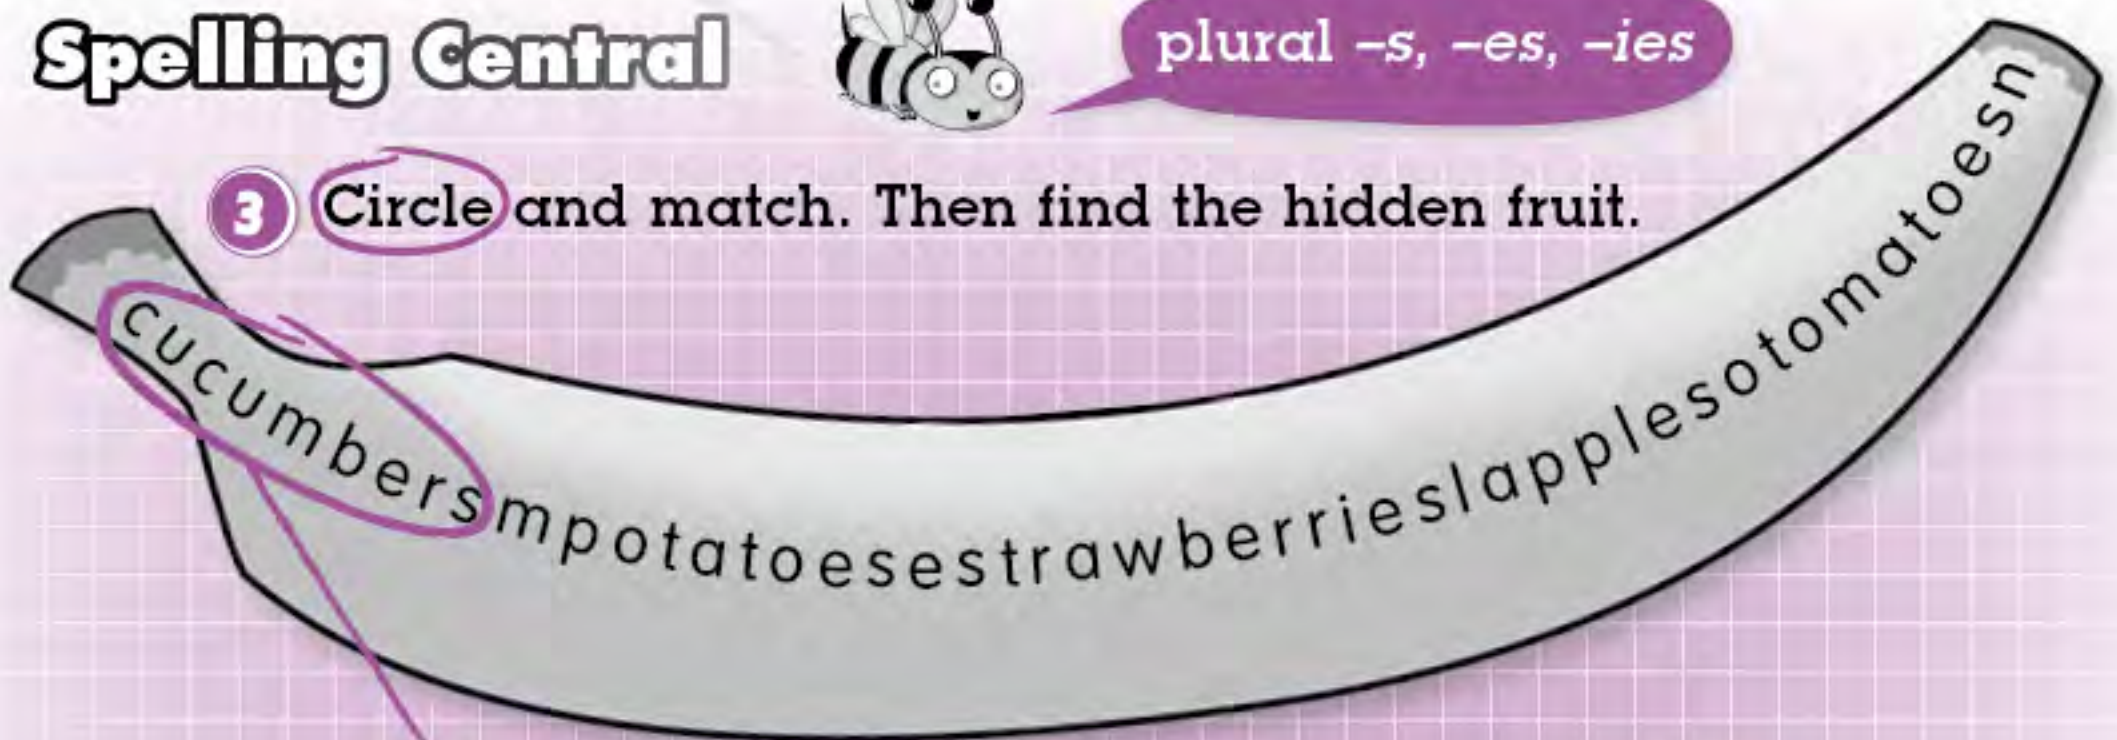 Spelling Central
plural –s, –es, –ies
3 Circle and match. Then find the hidden fruit.
cucumbersmpotatoesestrawberrieslapplesotomatoesn